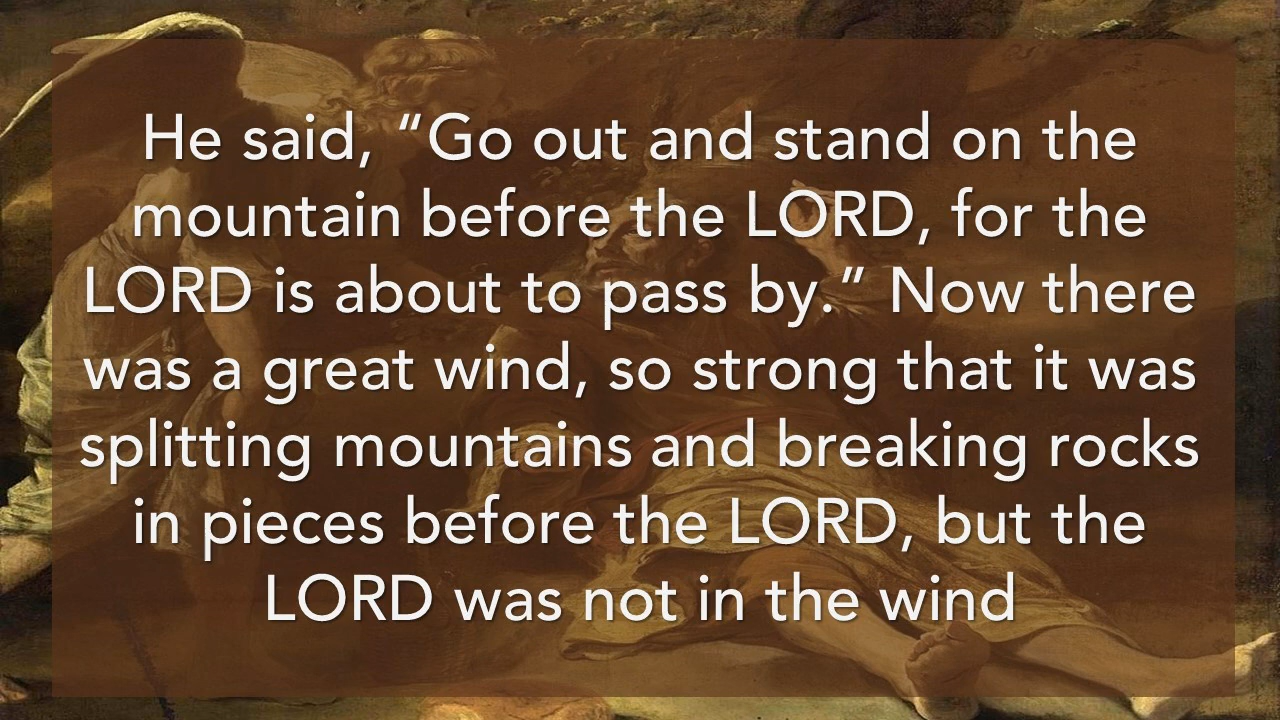 He said, “Go out and stand on the
mountain before the LORD, for the
LORD is about to pass by.” Now there
was a great wind, so strong that it was
splitting mountains and breaking rocks
in pieces before the LORD, but the
LORD was not in the wind